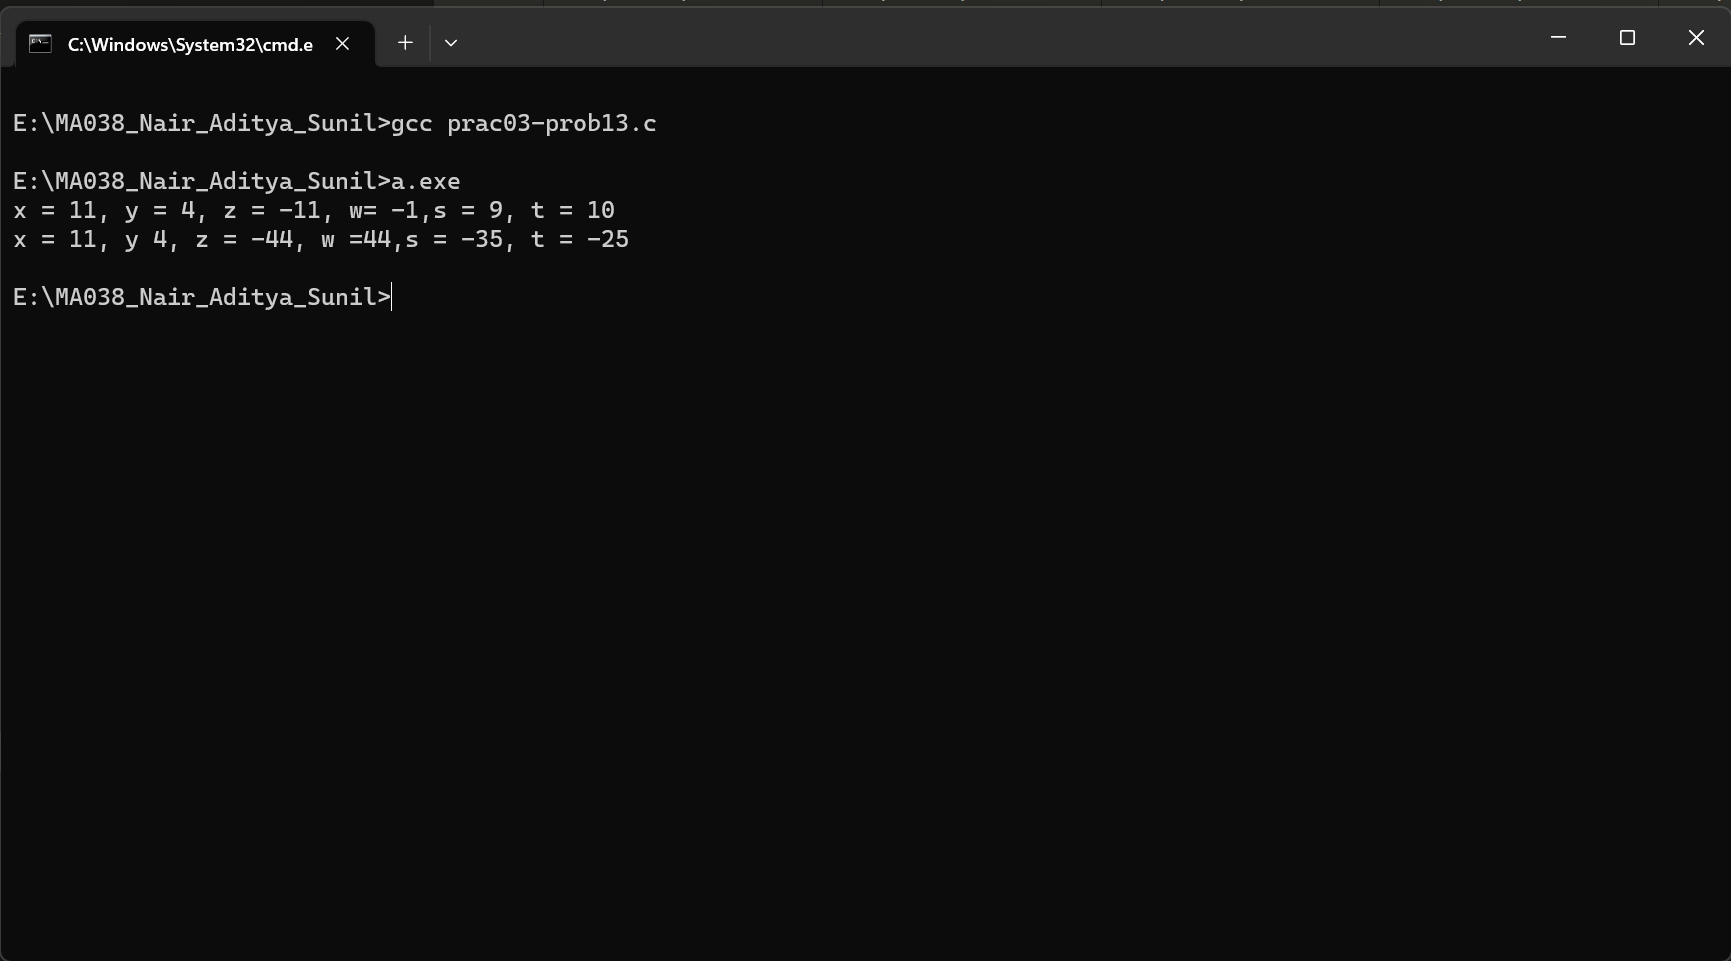 C:\Windows\System32\cmd.e
E:\MA038_Nair_Aditya_Sunil>gcc prac03-prob13.c
E:\MA038_Nair_Aditya_Sunil>a.exe
x = 11, y = 4, z = -11, w= -1,s = 9, t = 10
x = 11, y 4, z = -44, w =44,s = -35, t = -25
E:\MA038_Nair_Aditya_Sunil>